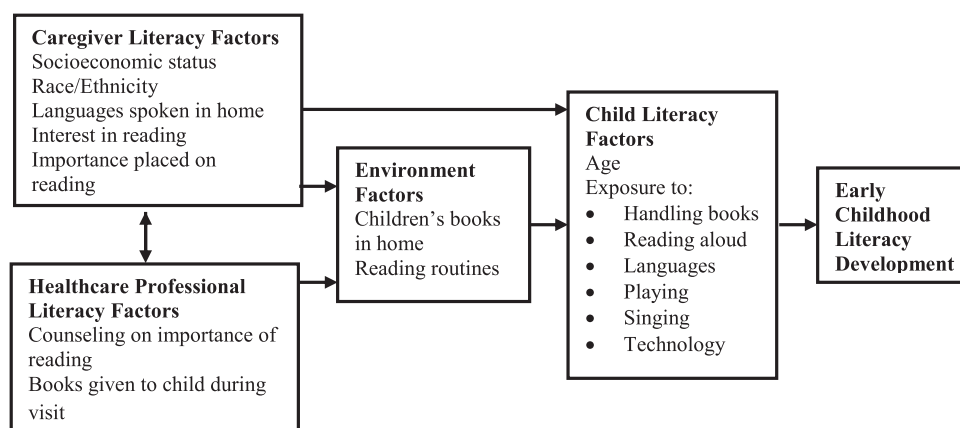 Caregiver Literacy Factors
Socioeconomic status
Race/Ethnicity
Languages spoken in home
Interest in reading
Importance placed on
reading
Healthcare Professional
Literacy Factors
Counseling on importance of
reading
Books given to child during
visit
Environment
Factors
Children’s books
in home
Reading routines
Child Literacy
Factors
Age
Exposure to:
• Handling books
• Reading aloud
• Languages
• Playing
• Singing
• Technology
Early
Childhood
Literacy
Development